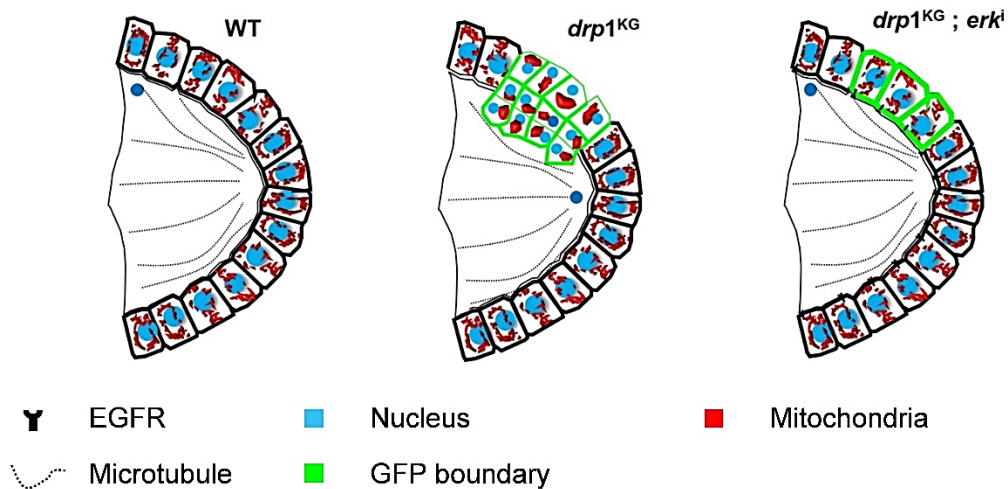 WT
drp1ᴷᴳ
drp1ᴷᴳ ; erkⁱ
EGFR
Nucleus
Mitochondria
Microtubule
GFP boundary